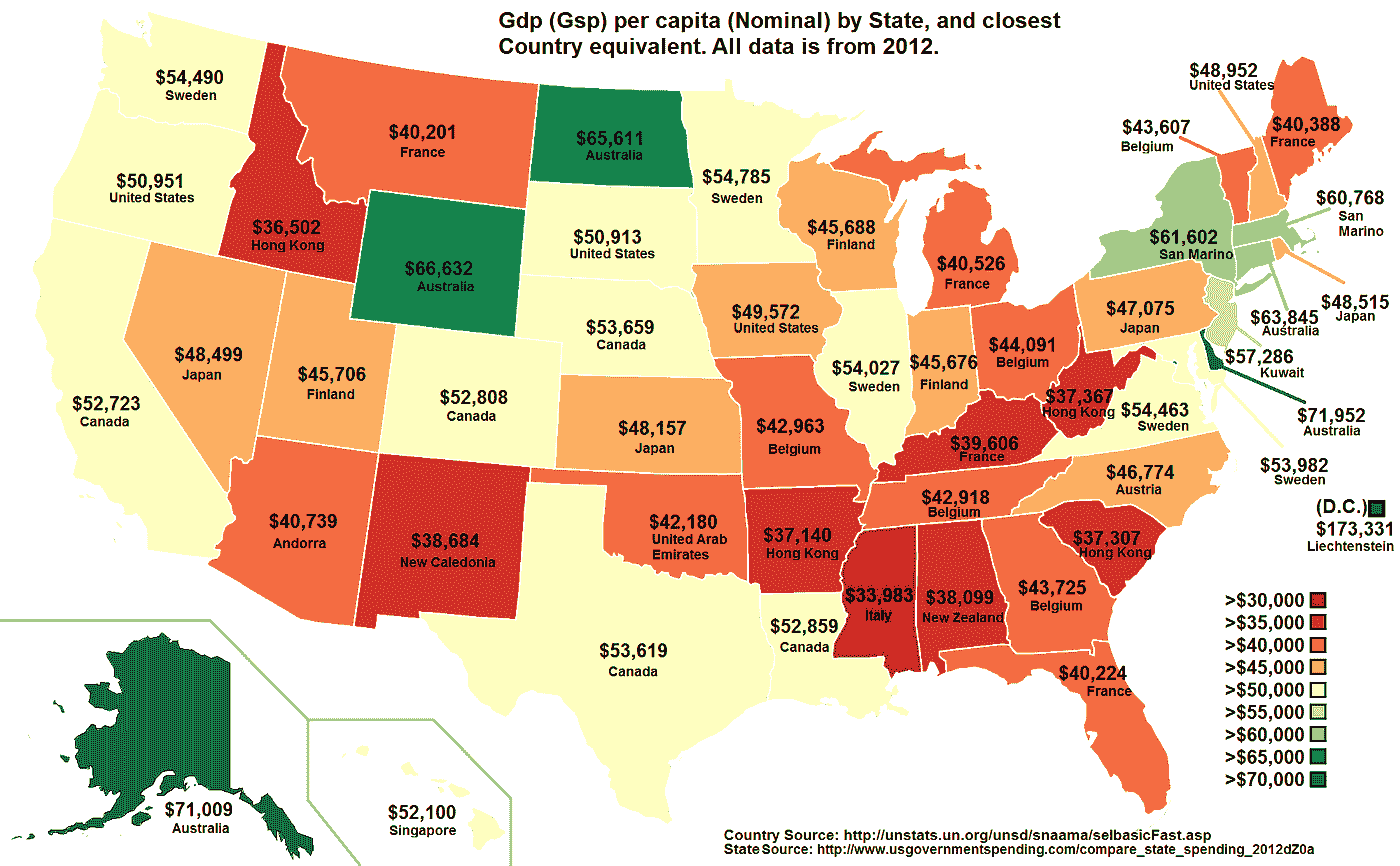 Gdp (Gsp) per capita (Nominal) by State, and closest
Country equivalent. All data is from 2012.
$54,490
Sweden
$50,951
United States
$36,502
Hong Kong
$40,201
France
$65,611
Australia
$54,785
Sweden
$48,952
United States
$43,607
Belgium
$40,388
France
$60,768
San
Marino
$61,602
San Marino
$66,632
Australia
$50,913
United States
$45,688
Finland
$40,526
France
$48,515
Japan
$63,845
Australia
$57,286
Kuwait
$71,952
Australia
$53,982
Sweden
(D.C.)
$173,331
Liechtenstein
$52,723
Canada
$48,499
Japan
$45,706
Finland
$52,808
Canada
$53,659
Canada
$49,572
United States
$54,027
Sweden
$45,676
Finland
$44,091
Belgium
$47,075
Japan
$37,367
Hong Kong
$54,463
Sweden
$48,157
Japan
$42,963
Belgium
$39,606
France
$46,774
Austria
$42,918
Belgium
$40,739
Andorra
$38,684
New Caledonia
$42,180
United Arab
Emirates
$37,140
Hong Kong
$37,307
Hong Kong
$33,983
Italy
$38,099
New Zealand
$43,725
Belgium
$53,619
Canada
$52,859
Canada
$40,224
France
$71,009
Australia
$52,100
Singapore
>$30,000
>$35,000
>$40,000
>$45,000
>$50,000
>$55,000
>$60,000
>$65,000
>$70,000
Country Source: http://unstats.un.org/unsd/snaama/selbasicFast.asp
StateSource: http://www.usgovernmentspending.com/compare_state_spending_2012dZ0a